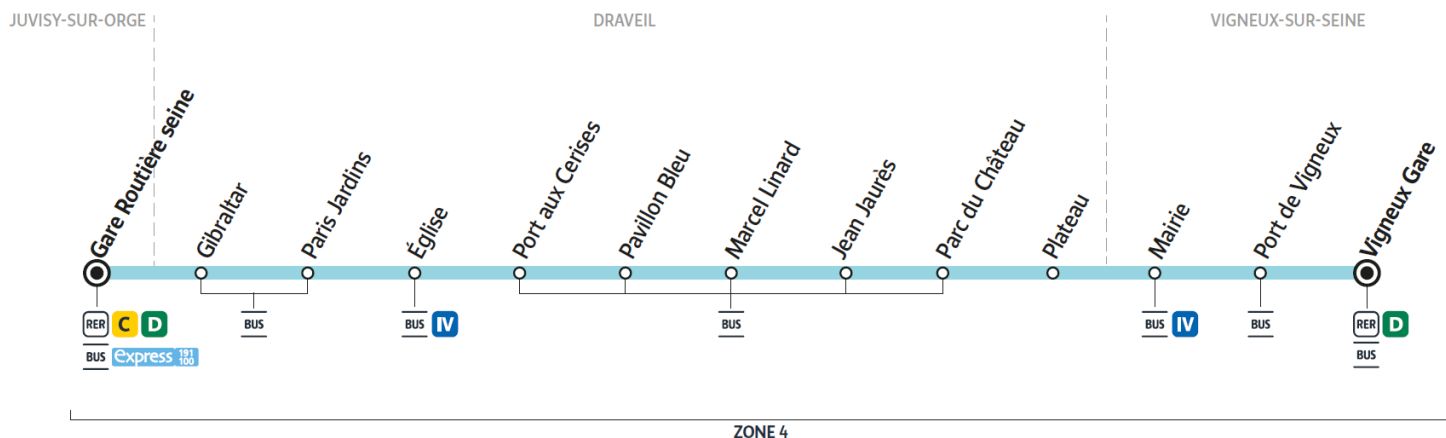 JUVISY-SUR-ORGE
DRAVEIL
VIGNEUX-SUR-SEINE
Gare Routière seine
Gibraltar
Paris Jardins
Église
Port aux Cerises
Pavillon Bleu
Marcel Linard
Jean Jaurès
Parc du Château
Plateau
Mairie
Port de Vigneux
Vigneux Gare
RER C D
BUS express 191 100
BUS
BUS IV
BUS
BUS IV
BUS
RER D
BUS
ZONE 4